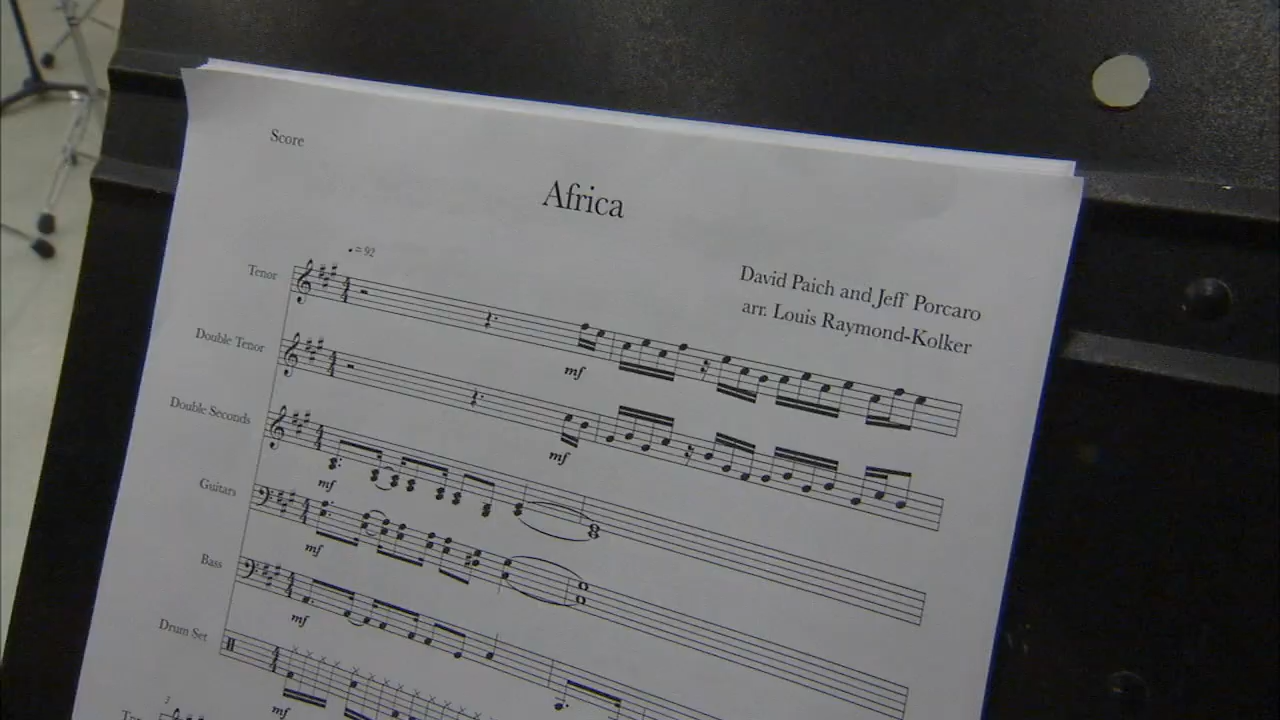 Score
Africa
= 92
David Paich and Jeff Porcaro
arr. Louis Raymond-Kolker
Tenor
mf
Double Tenor
mf
Double Seconds
mf
Guitars
mf
Bass
mf
Drum Set
mf
3